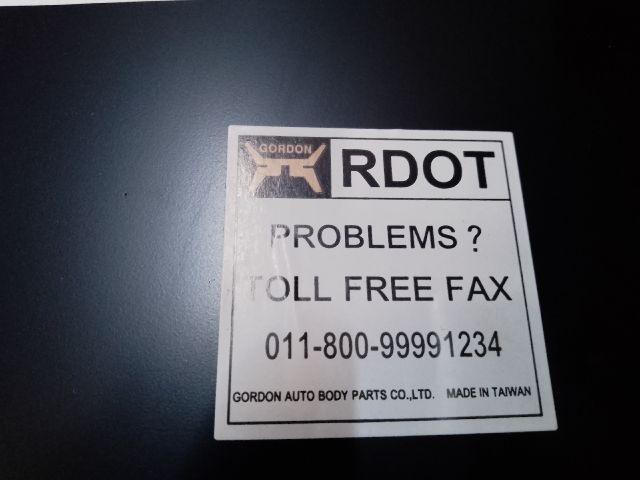 GORDON RDOT
PROBLEMS ?
TOLL FREE FAX
011-800-99991234
GORDON AUTO BODY PARTS CO.,LTD. MADE IN TAIWAN